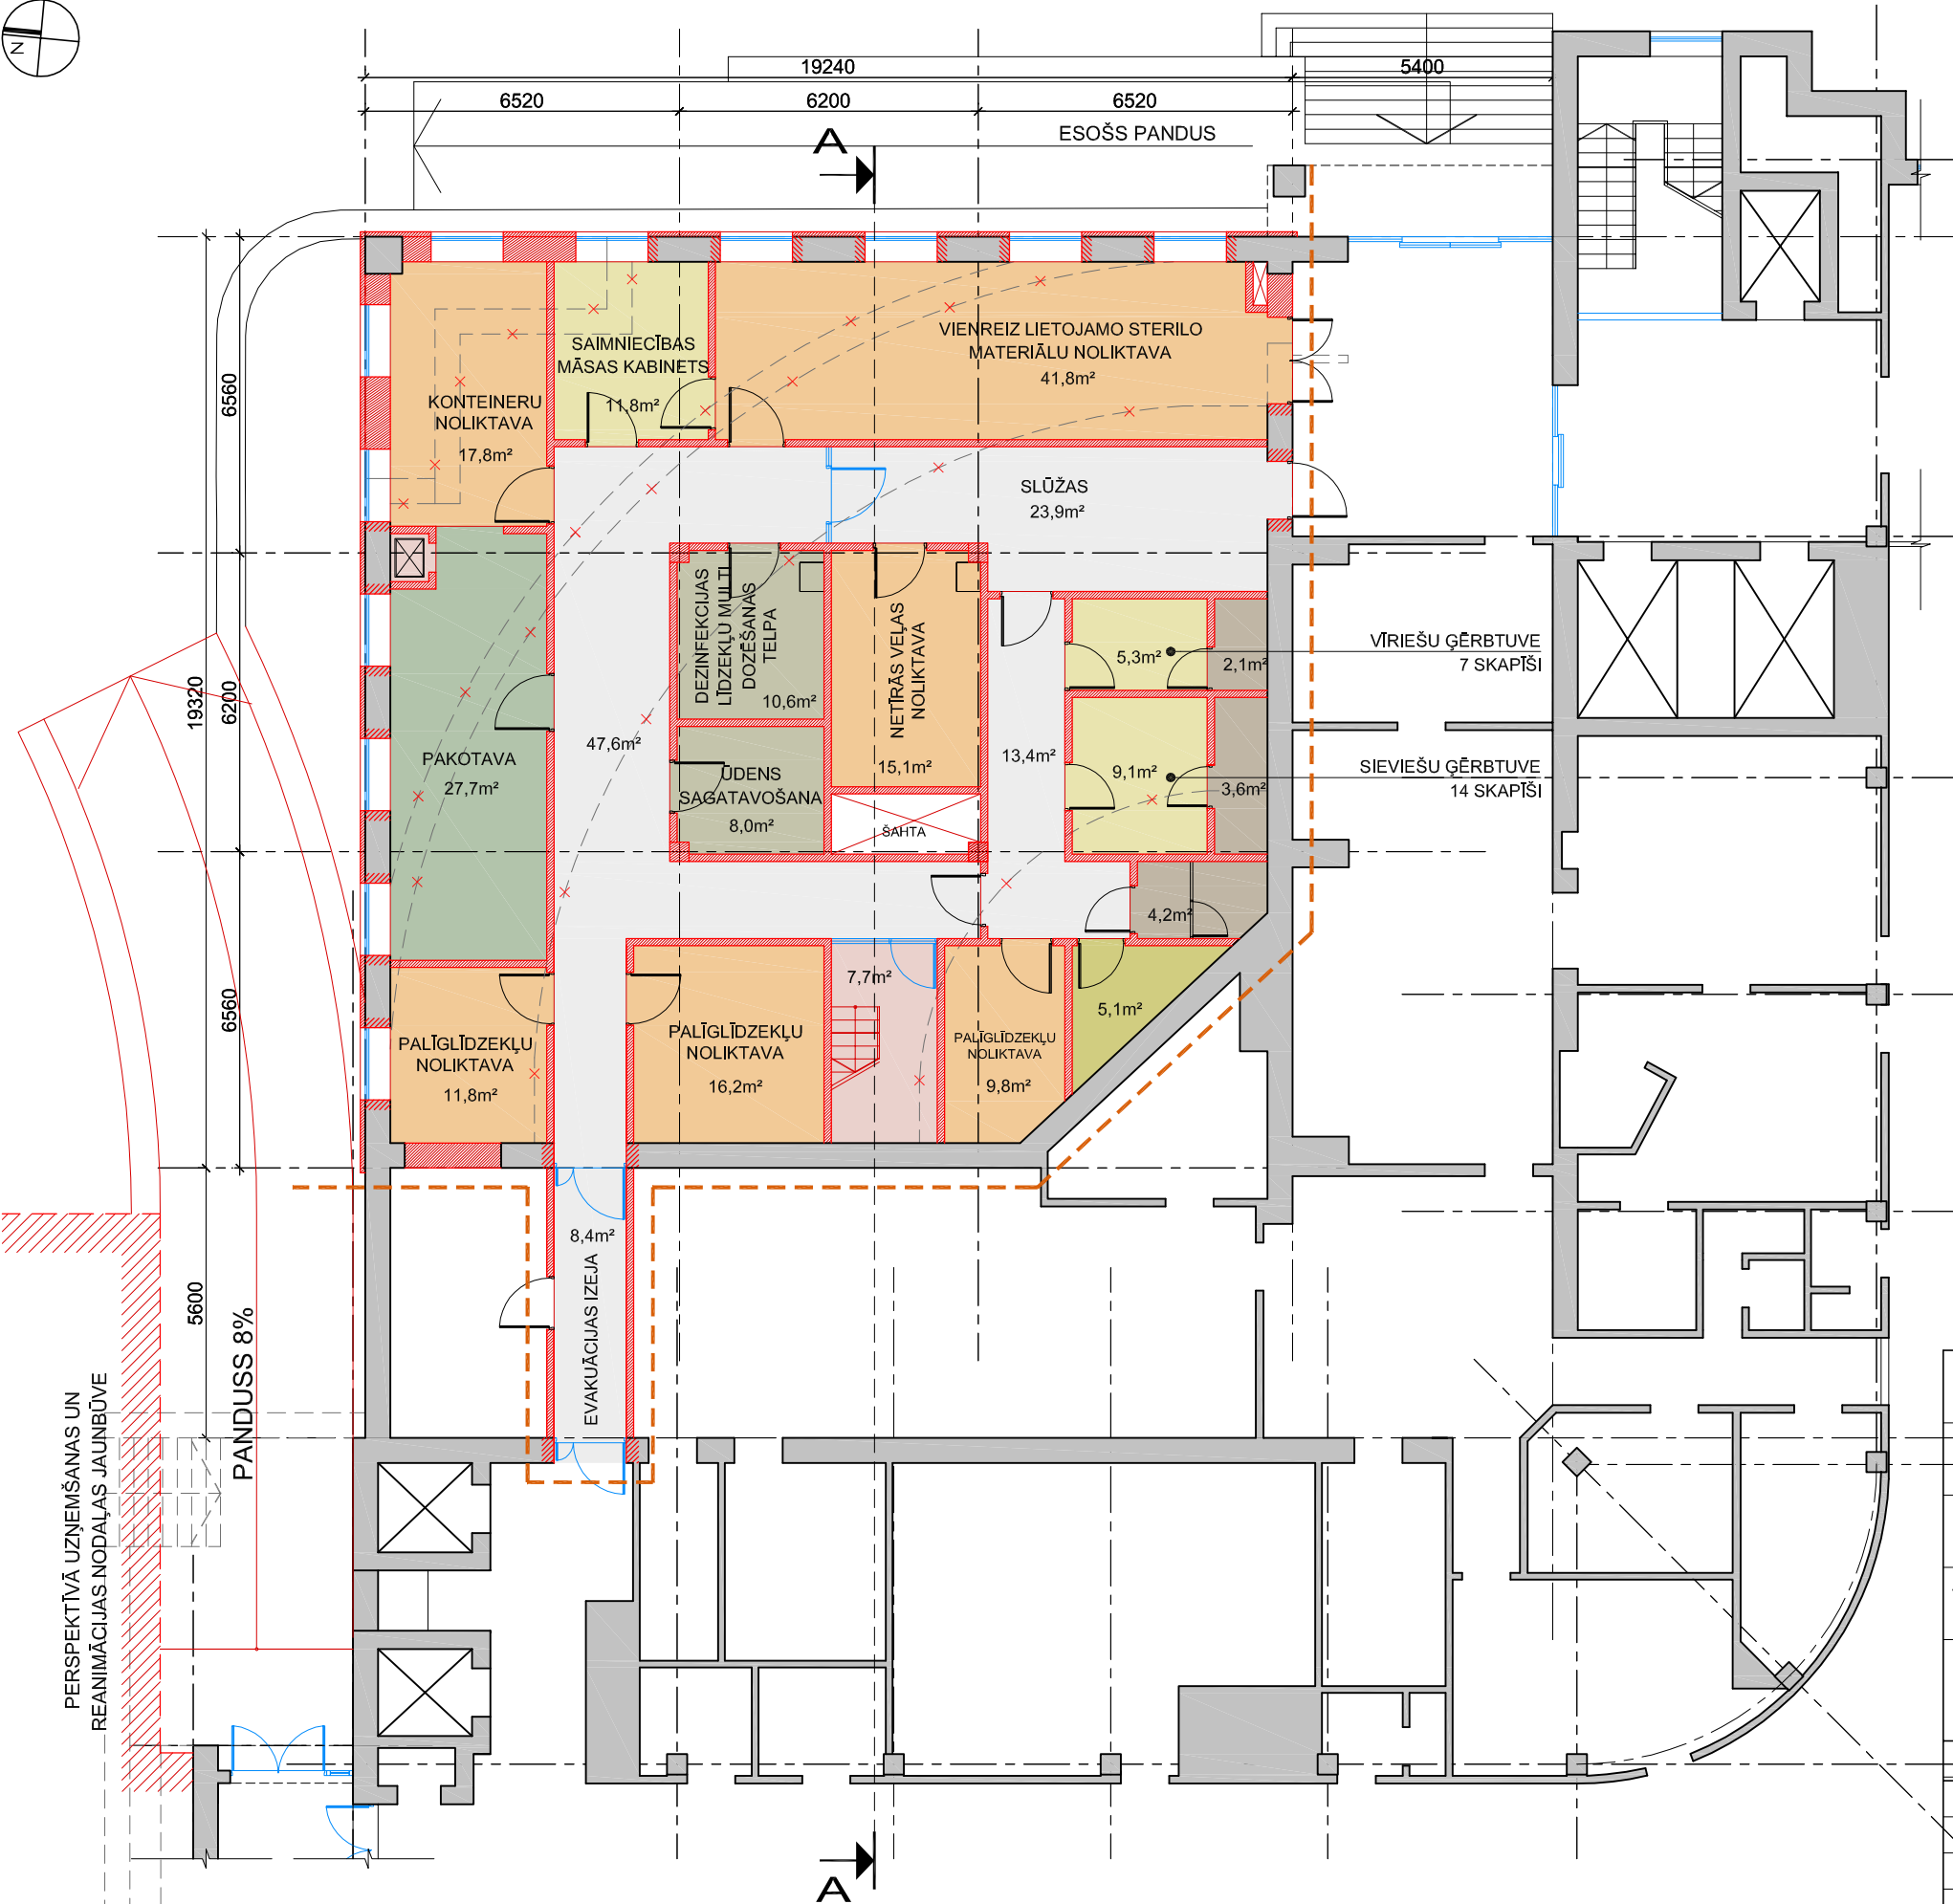 N
19240
5400
6520
6200
6520
A
ESOŠS PANDUS
SAIMNIECĪBAS
MĀSAS KABINETS
11,8m²
VIENREIZ LIETOJAMO STERILO
MATERIĀLU NOLIKTAVA
41,8m²
KONTEINERU
NOLIKTAVA
17,8m²
6560
SLŪŽAS
23,9m²
DEZINFEKCIJAS
LĪDZEKĻU MULTI
DOZĒŠANAS
TELPA
10,6m²
NETĪRĀS VEĻAS
NOLIKTAVA
15,1m²
5,3m²
2,1m²
VĪRIEŠU ĢĒRBTUVE
7 SKAPĪŠI
19320
6200
47,6m²
13,4m²
PAKOTAVA
27,7m²
ŪDENS
SAGATAVOŠANA
8,0m²
ŠAHTA
9,1m²
3,6m²
SIEVIEŠU ĢĒRBTUVE
14 SKAPĪŠI
4,2m²
6560
7,7m²
5,1m²
PALĪGLĪDZEKĻU
NOLIKTAVA
11,8m²
PALĪGLĪDZEKĻU
NOLIKTAVA
16,2m²
PALĪGLĪDZEKĻU
NOLIKTAVA
9,8m²
8,4m²
EVAKUĀCIJAS IZEJA
5600
PANDUSS 8%
PERSPEKTĪVĀ UZŅEMŠANAS UN
REANIMĀCIJAS NODAĻAS JAUNBŪVE
A